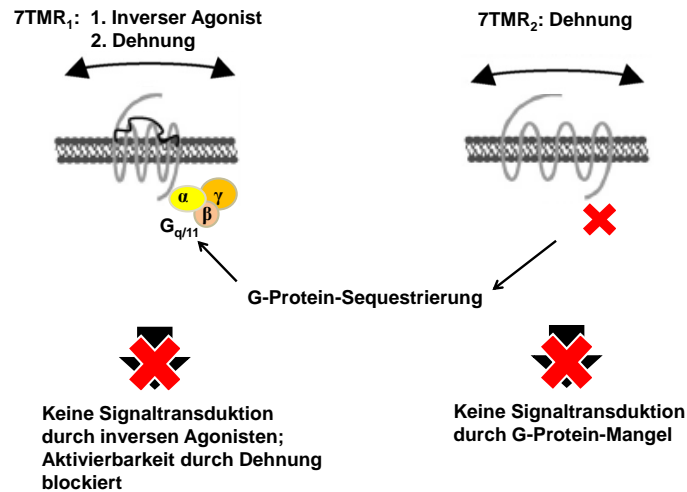 7TMR1: 1. Inverser Agonist
2. Dehnung
7TMR2: Dehnung
α
γ
β
Gq/11
G-Protein-Sequestrierung
Keine Signaltransduktion
durch inversen Agonisten;
Aktivierbarkeit durch Dehnung
blockiert
Keine Signaltransduktion
durch G-Protein-Mangel